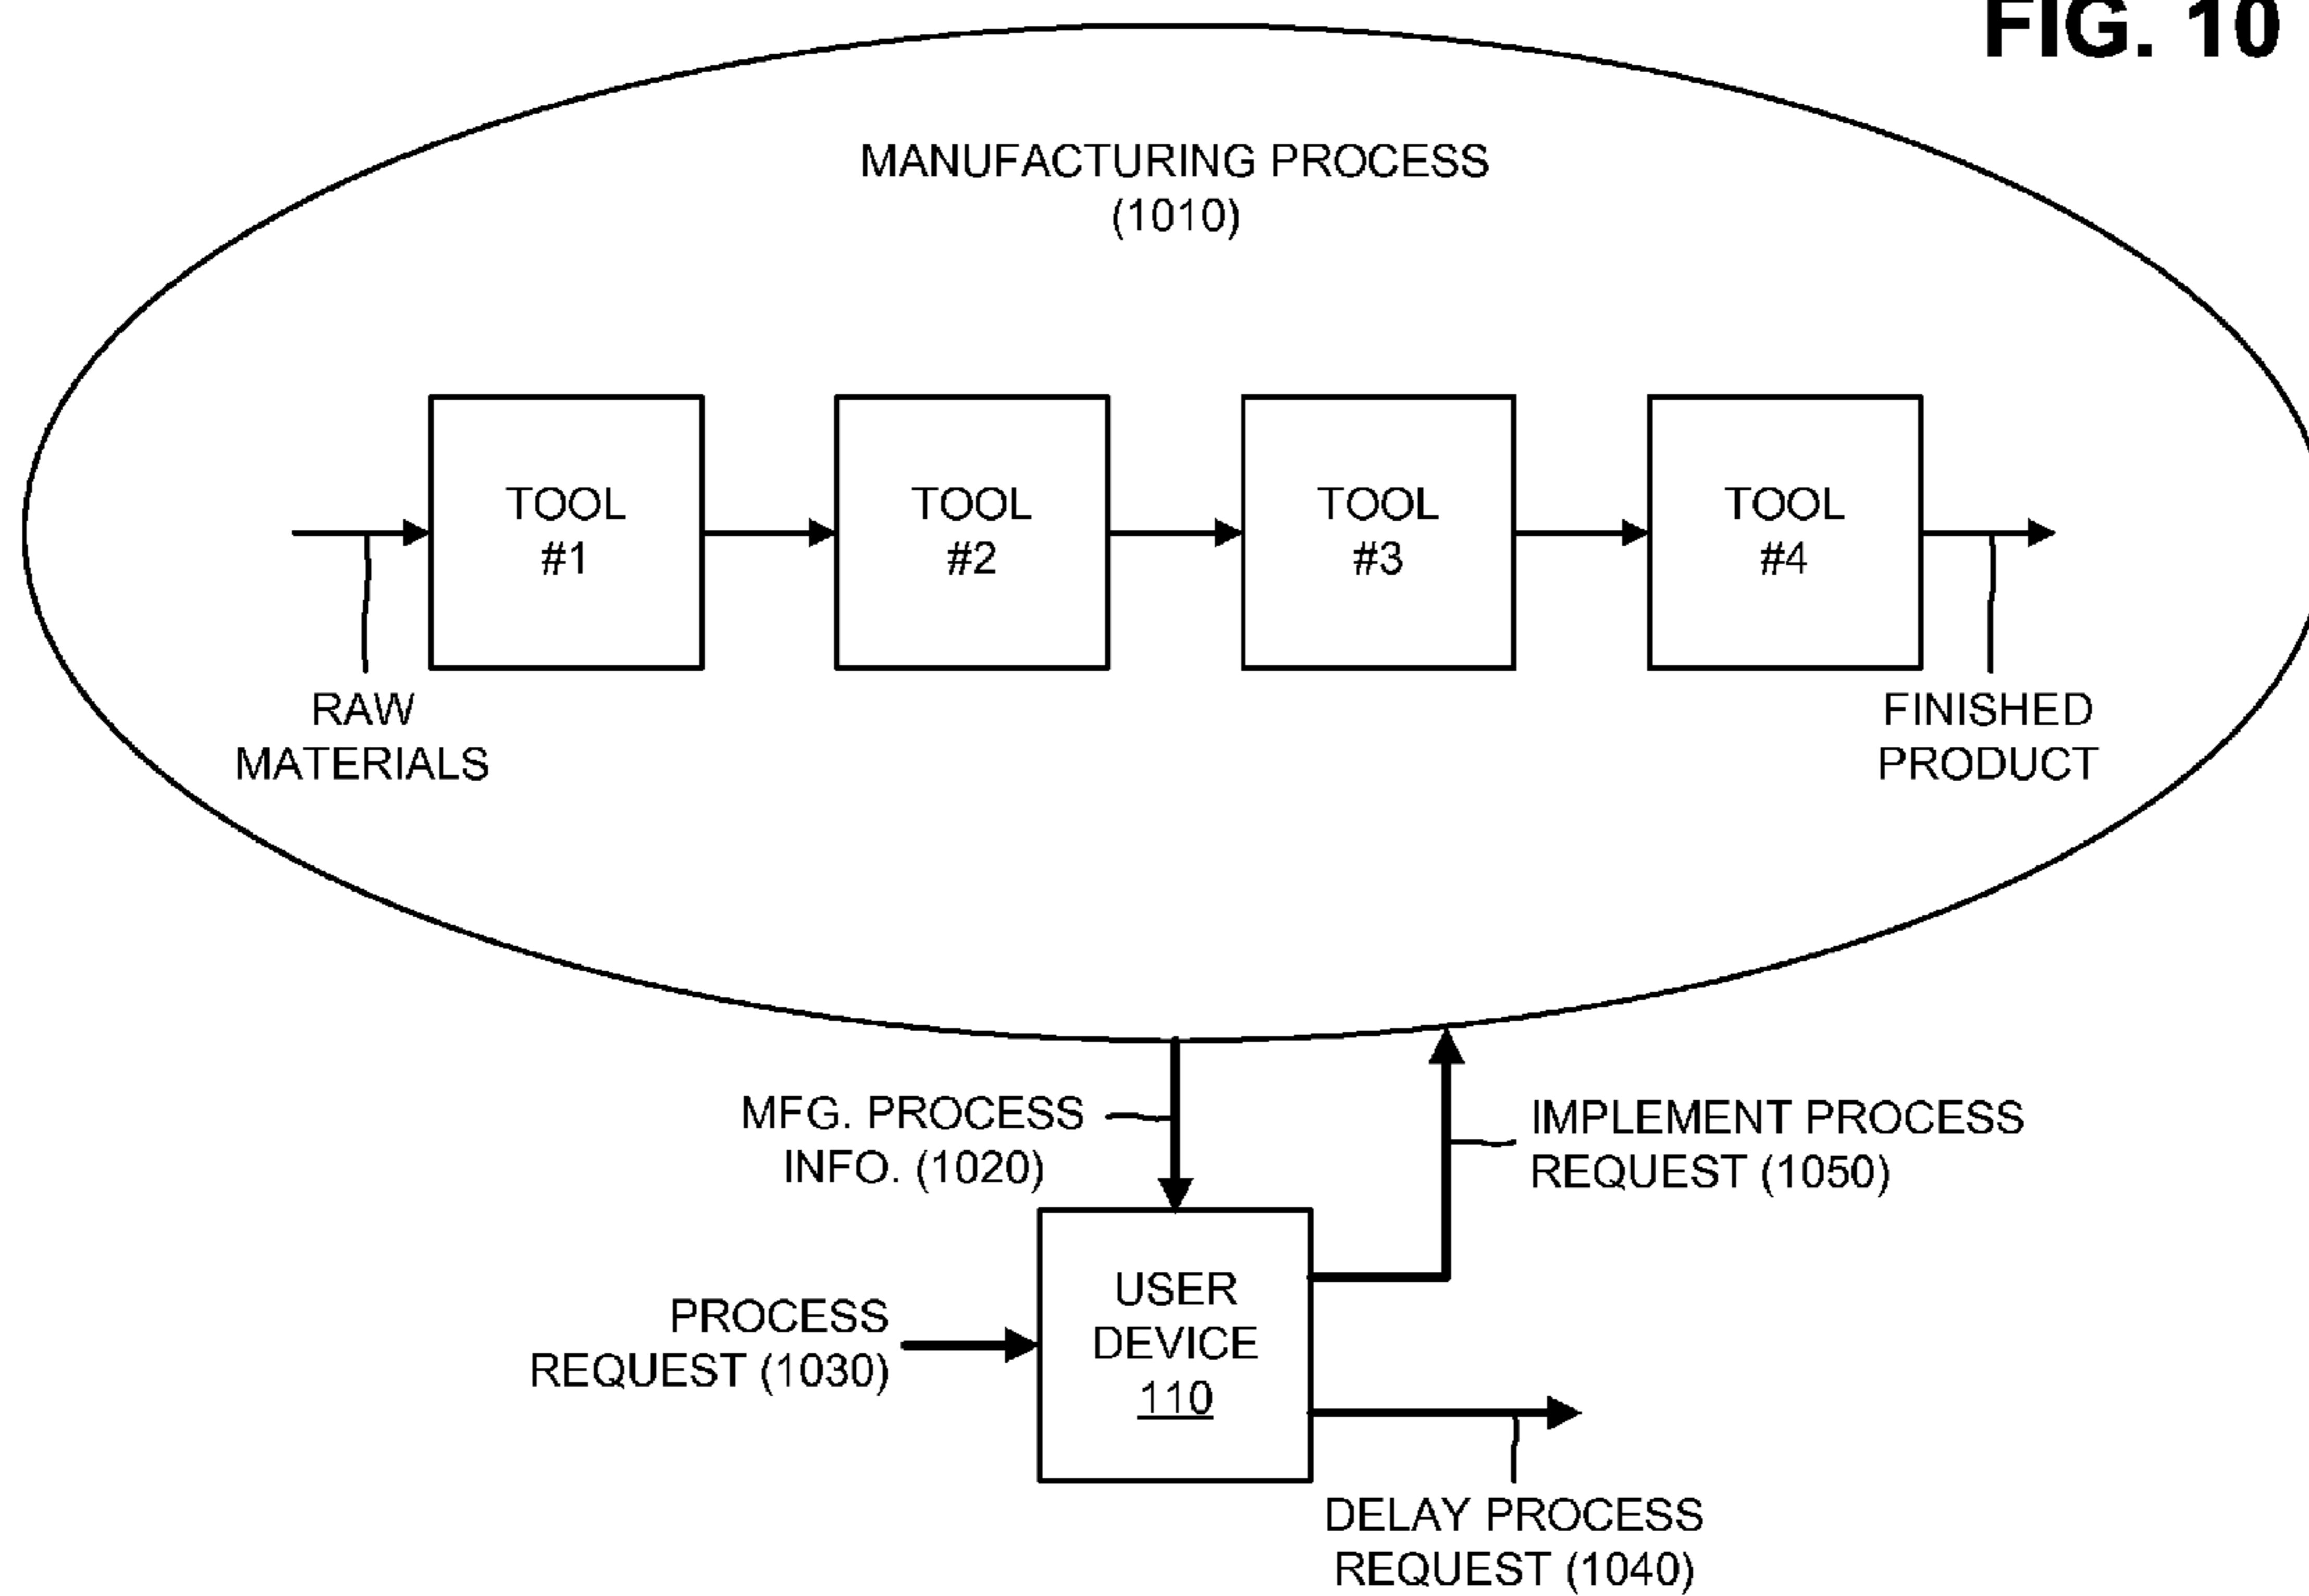 FIG. 10
MANUFACTURING PROCESS
(1010)
TOOL
#1
TOOL
#2
TOOL
#3
TOOL
#4
RAW
MATERIALS
FINISHED
PRODUCT
MFG. PROCESS
INFO. (1020)
IMPLEMENT PROCESS
REQUEST (1050)
PROCESS
REQUEST (1030)
USER
DEVICE
110
DELAY PROCESS
REQUEST (1040)